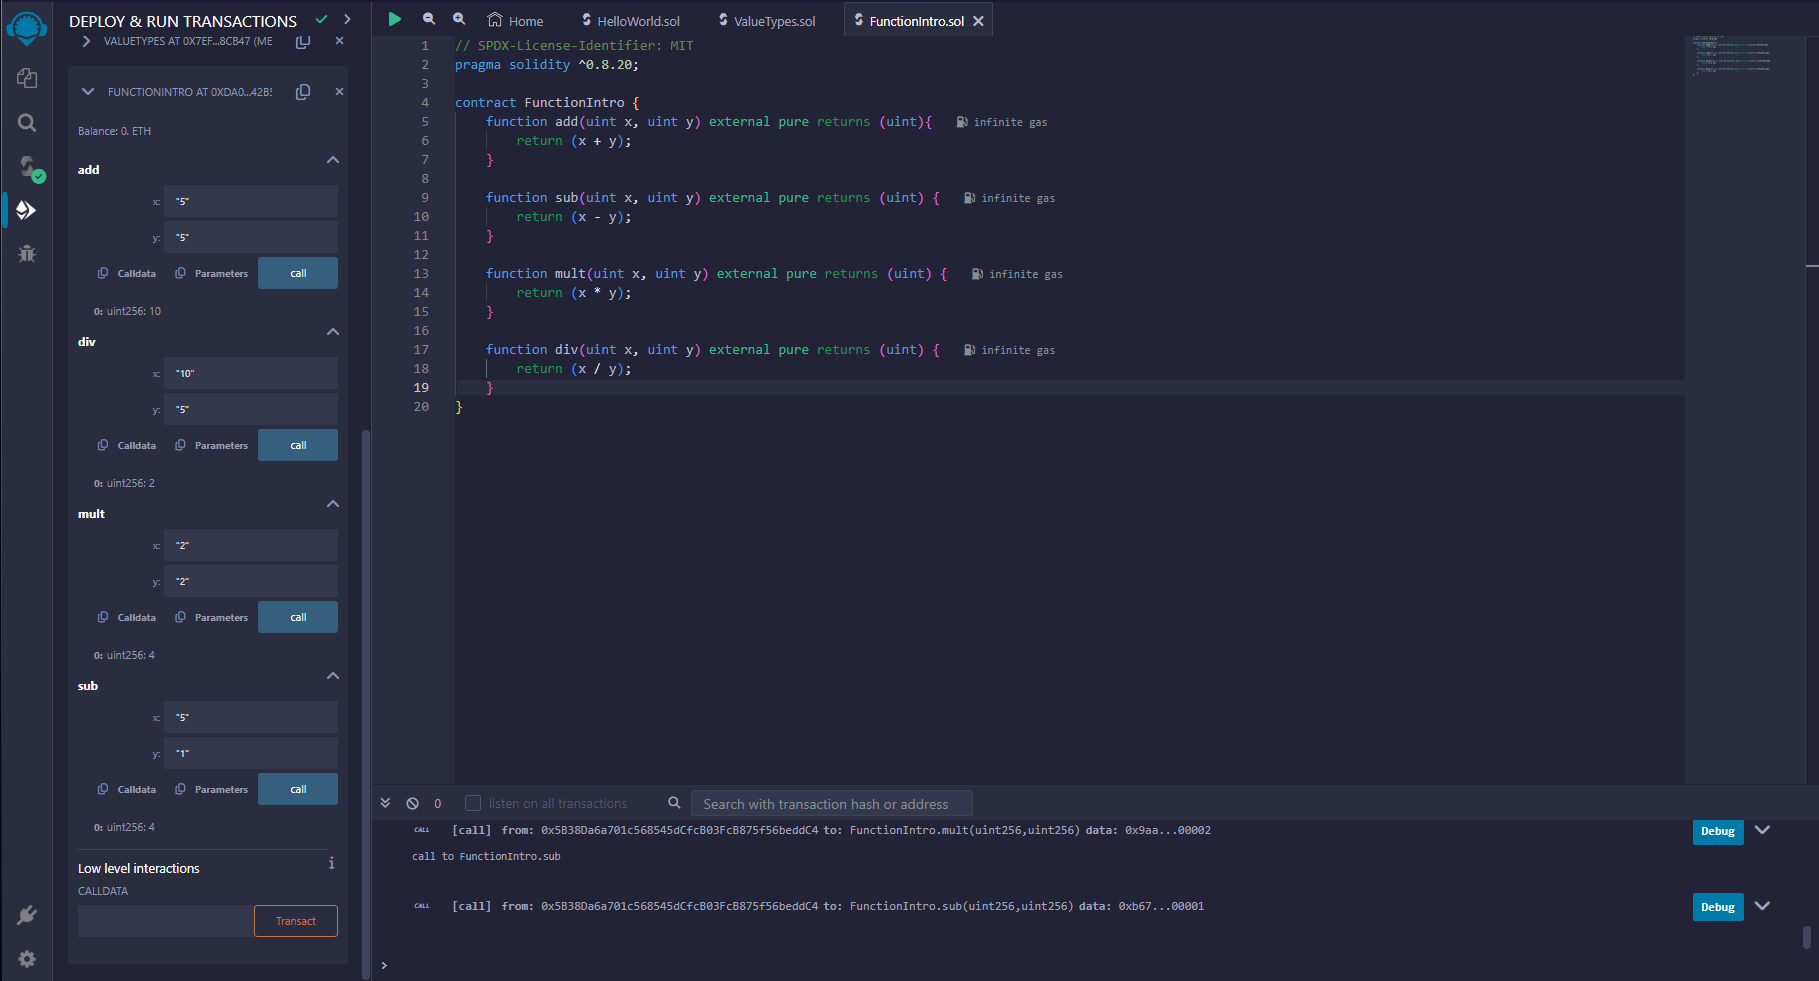 DEPLOY & RUN TRANSACTIONS
VALUETYPES AT 0X7EF...8CB47 (ME
FUNCTIONINTRO AT 0XDA0...42B5
Balance: 0. ETH
add
x: "5"
y: "5"
Calldata Parameters call
0: uint256: 10
div
x: "10"
y: "5"
Calldata Parameters call
0: uint256: 2
mult
x: "2"
y: "2"
Calldata Parameters call
0: uint256: 4
sub
x: "5"
y: "1"
Calldata Parameters call
0: uint256: 4
Low level interactions i
CALLDATA
Transact
Home HelloWorld.sol ValueTypes.sol FunctionIntro.sol
1 // SPDX-License-Identifier: MIT
2 pragma solidity ^0.8.20;
3
4 contract FunctionIntro {
5 function add(uint x, uint y) external pure returns (uint){ infinite gas
6 return (x + y);
7 }
8
9 function sub(uint x, uint y) external pure returns (uint) { infinite gas
10 return (x - y);
11 }
12
13 function mult(uint x, uint y) external pure returns (uint) { infinite gas
14 return (x * y);
15 }
16
17 function div(uint x, uint y) external pure returns (uint) { infinite gas
18 return (x / y);
19 }
20 }
0 listen on all transactions Search with transaction hash or address
CALL [call] from: 0x5B38Da6a701c568545dCfcB03FcB875f56beddC4 to: FunctionIntro.mult(uint256,uint256) data: 0x9aa...00002 Debug
call to FunctionIntro.sub
CALL [call] from: 0x5B38Da6a701c568545dCfcB03FcB875f56beddC4 to: FunctionIntro.sub(uint256,uint256) data: 0xb67...00001 Debug
>